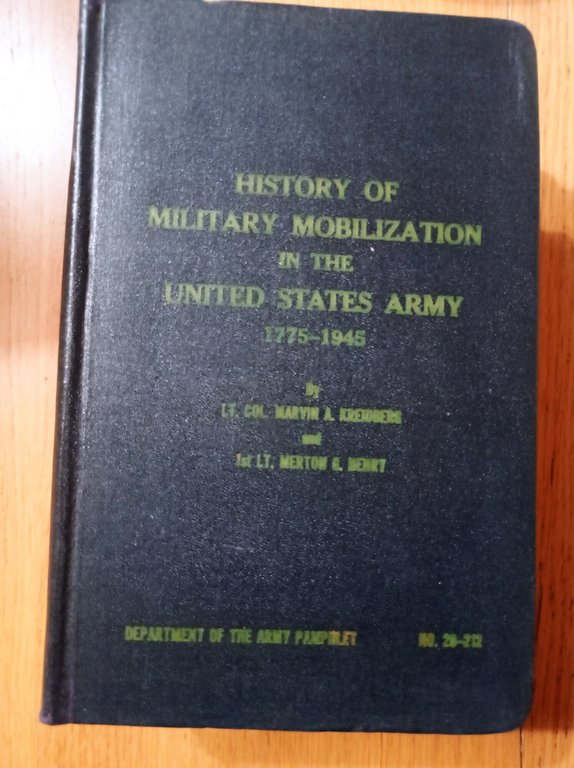 HISTORY OF
MILITARY MOBILIZATION
IN THE
UNITED STATES ARMY
1775-1945
By
LT. COL. MARVIN A. KREIDBERG
and
1st LT. MERTON G. HENRY
DEPARTMENT OF THE ARMY PAMPHLET NO. 20-212